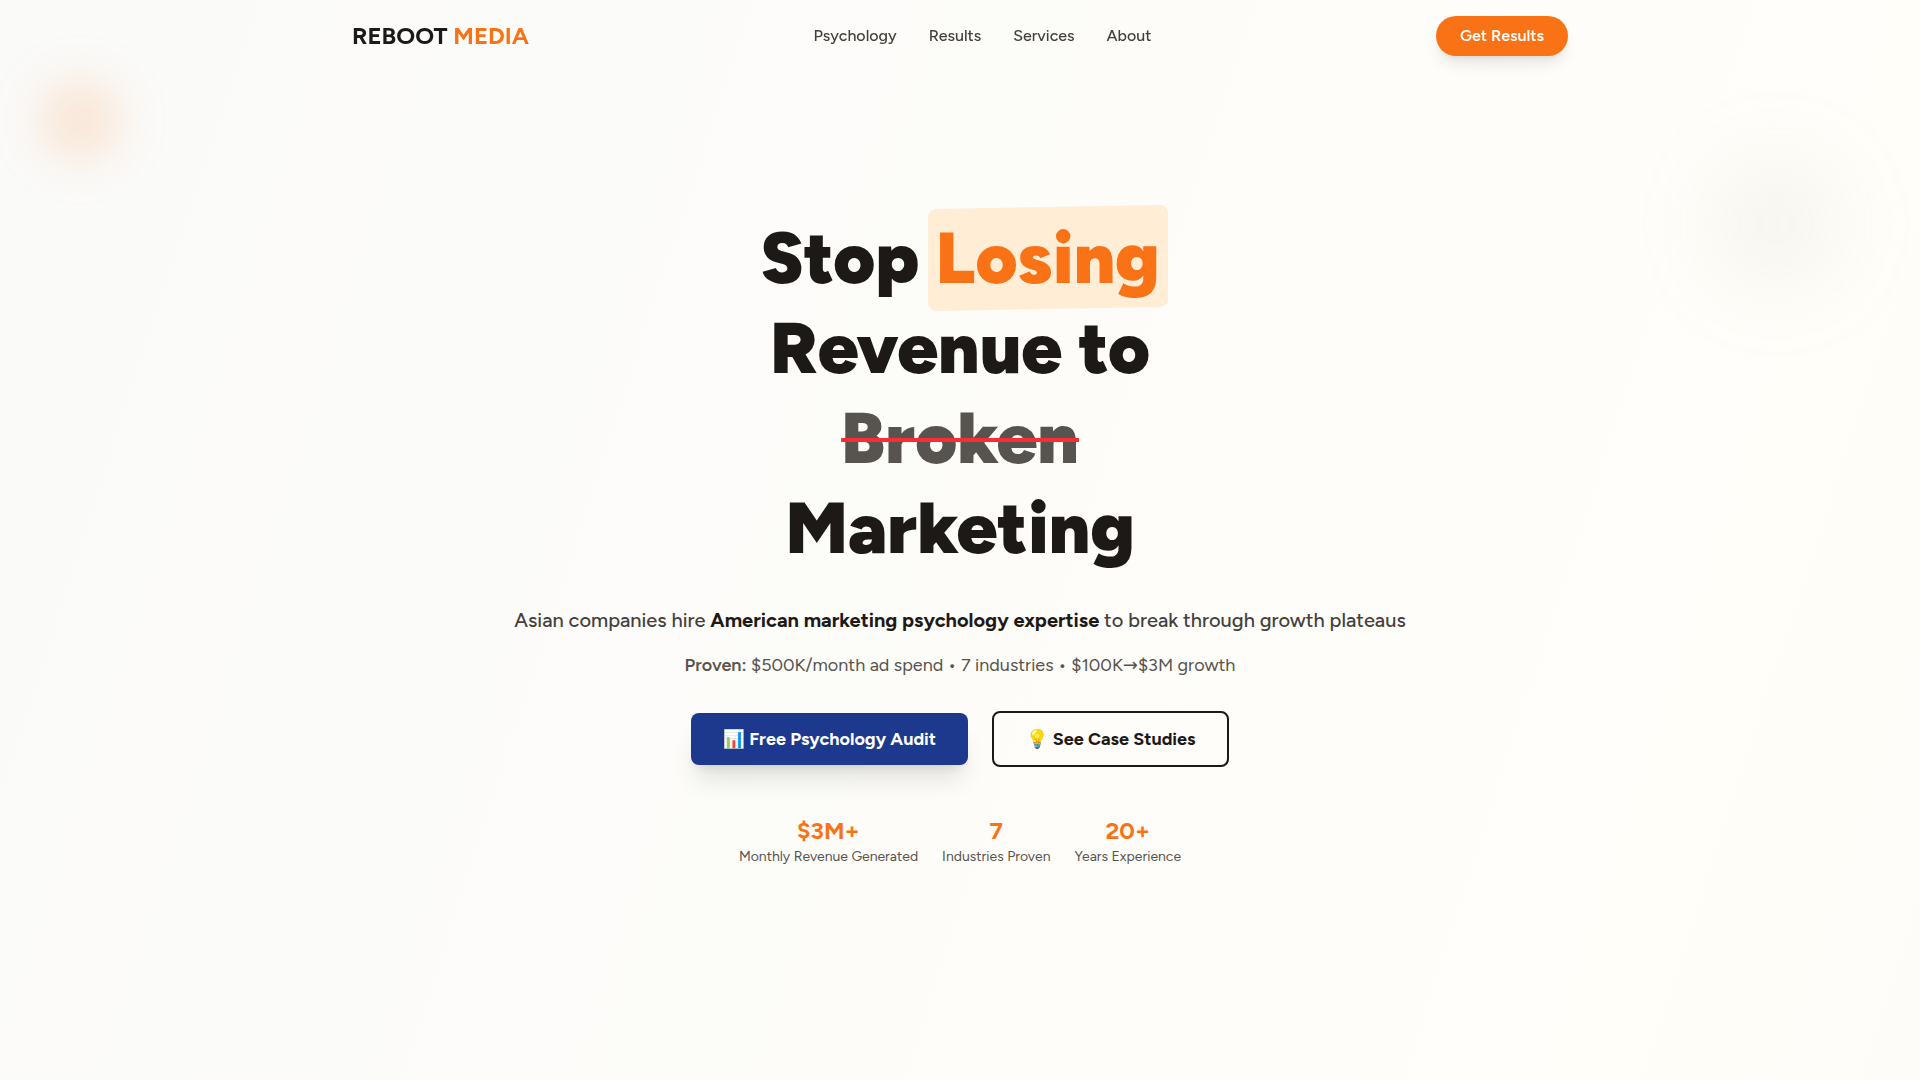 REBOOT MEDIA
Psychology
Results
Services
About
Get Results
Stop Losing
Revenue to
Broken
Marketing
Asian companies hire American marketing psychology expertise to break through growth plateaus
Proven: $500K/month ad spend • 7 industries • $100K→$3M growth
📊 Free Psychology Audit
💡 See Case Studies
$3M+
Monthly Revenue Generated
7
Industries Proven
20+
Years Experience